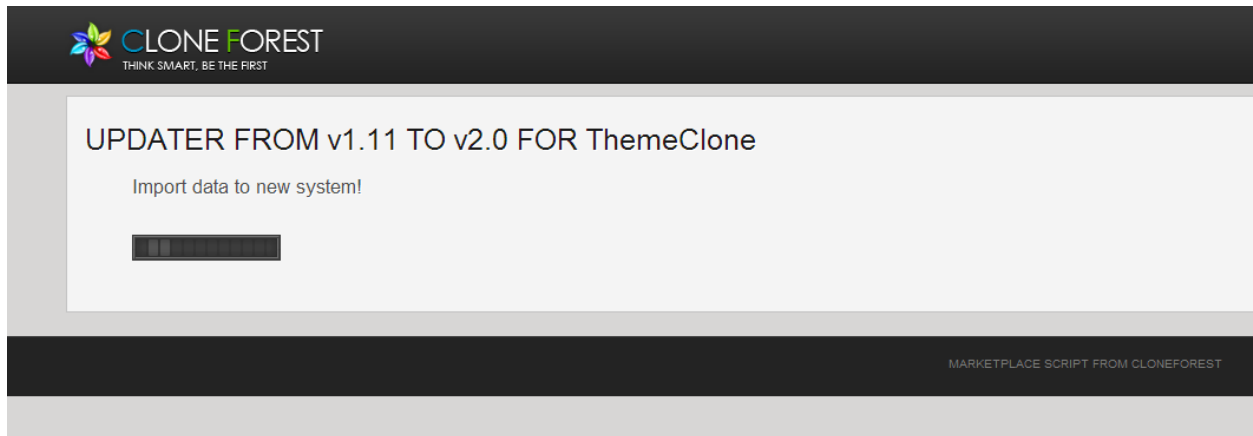 CLONE FOREST
THINK SMART, BE THE FIRST
UPDATER FROM v1.11 TO v2.0 FOR ThemeClone
Import data to new system!
MARKETPLACE SCRIPT FROM CLONEFOREST